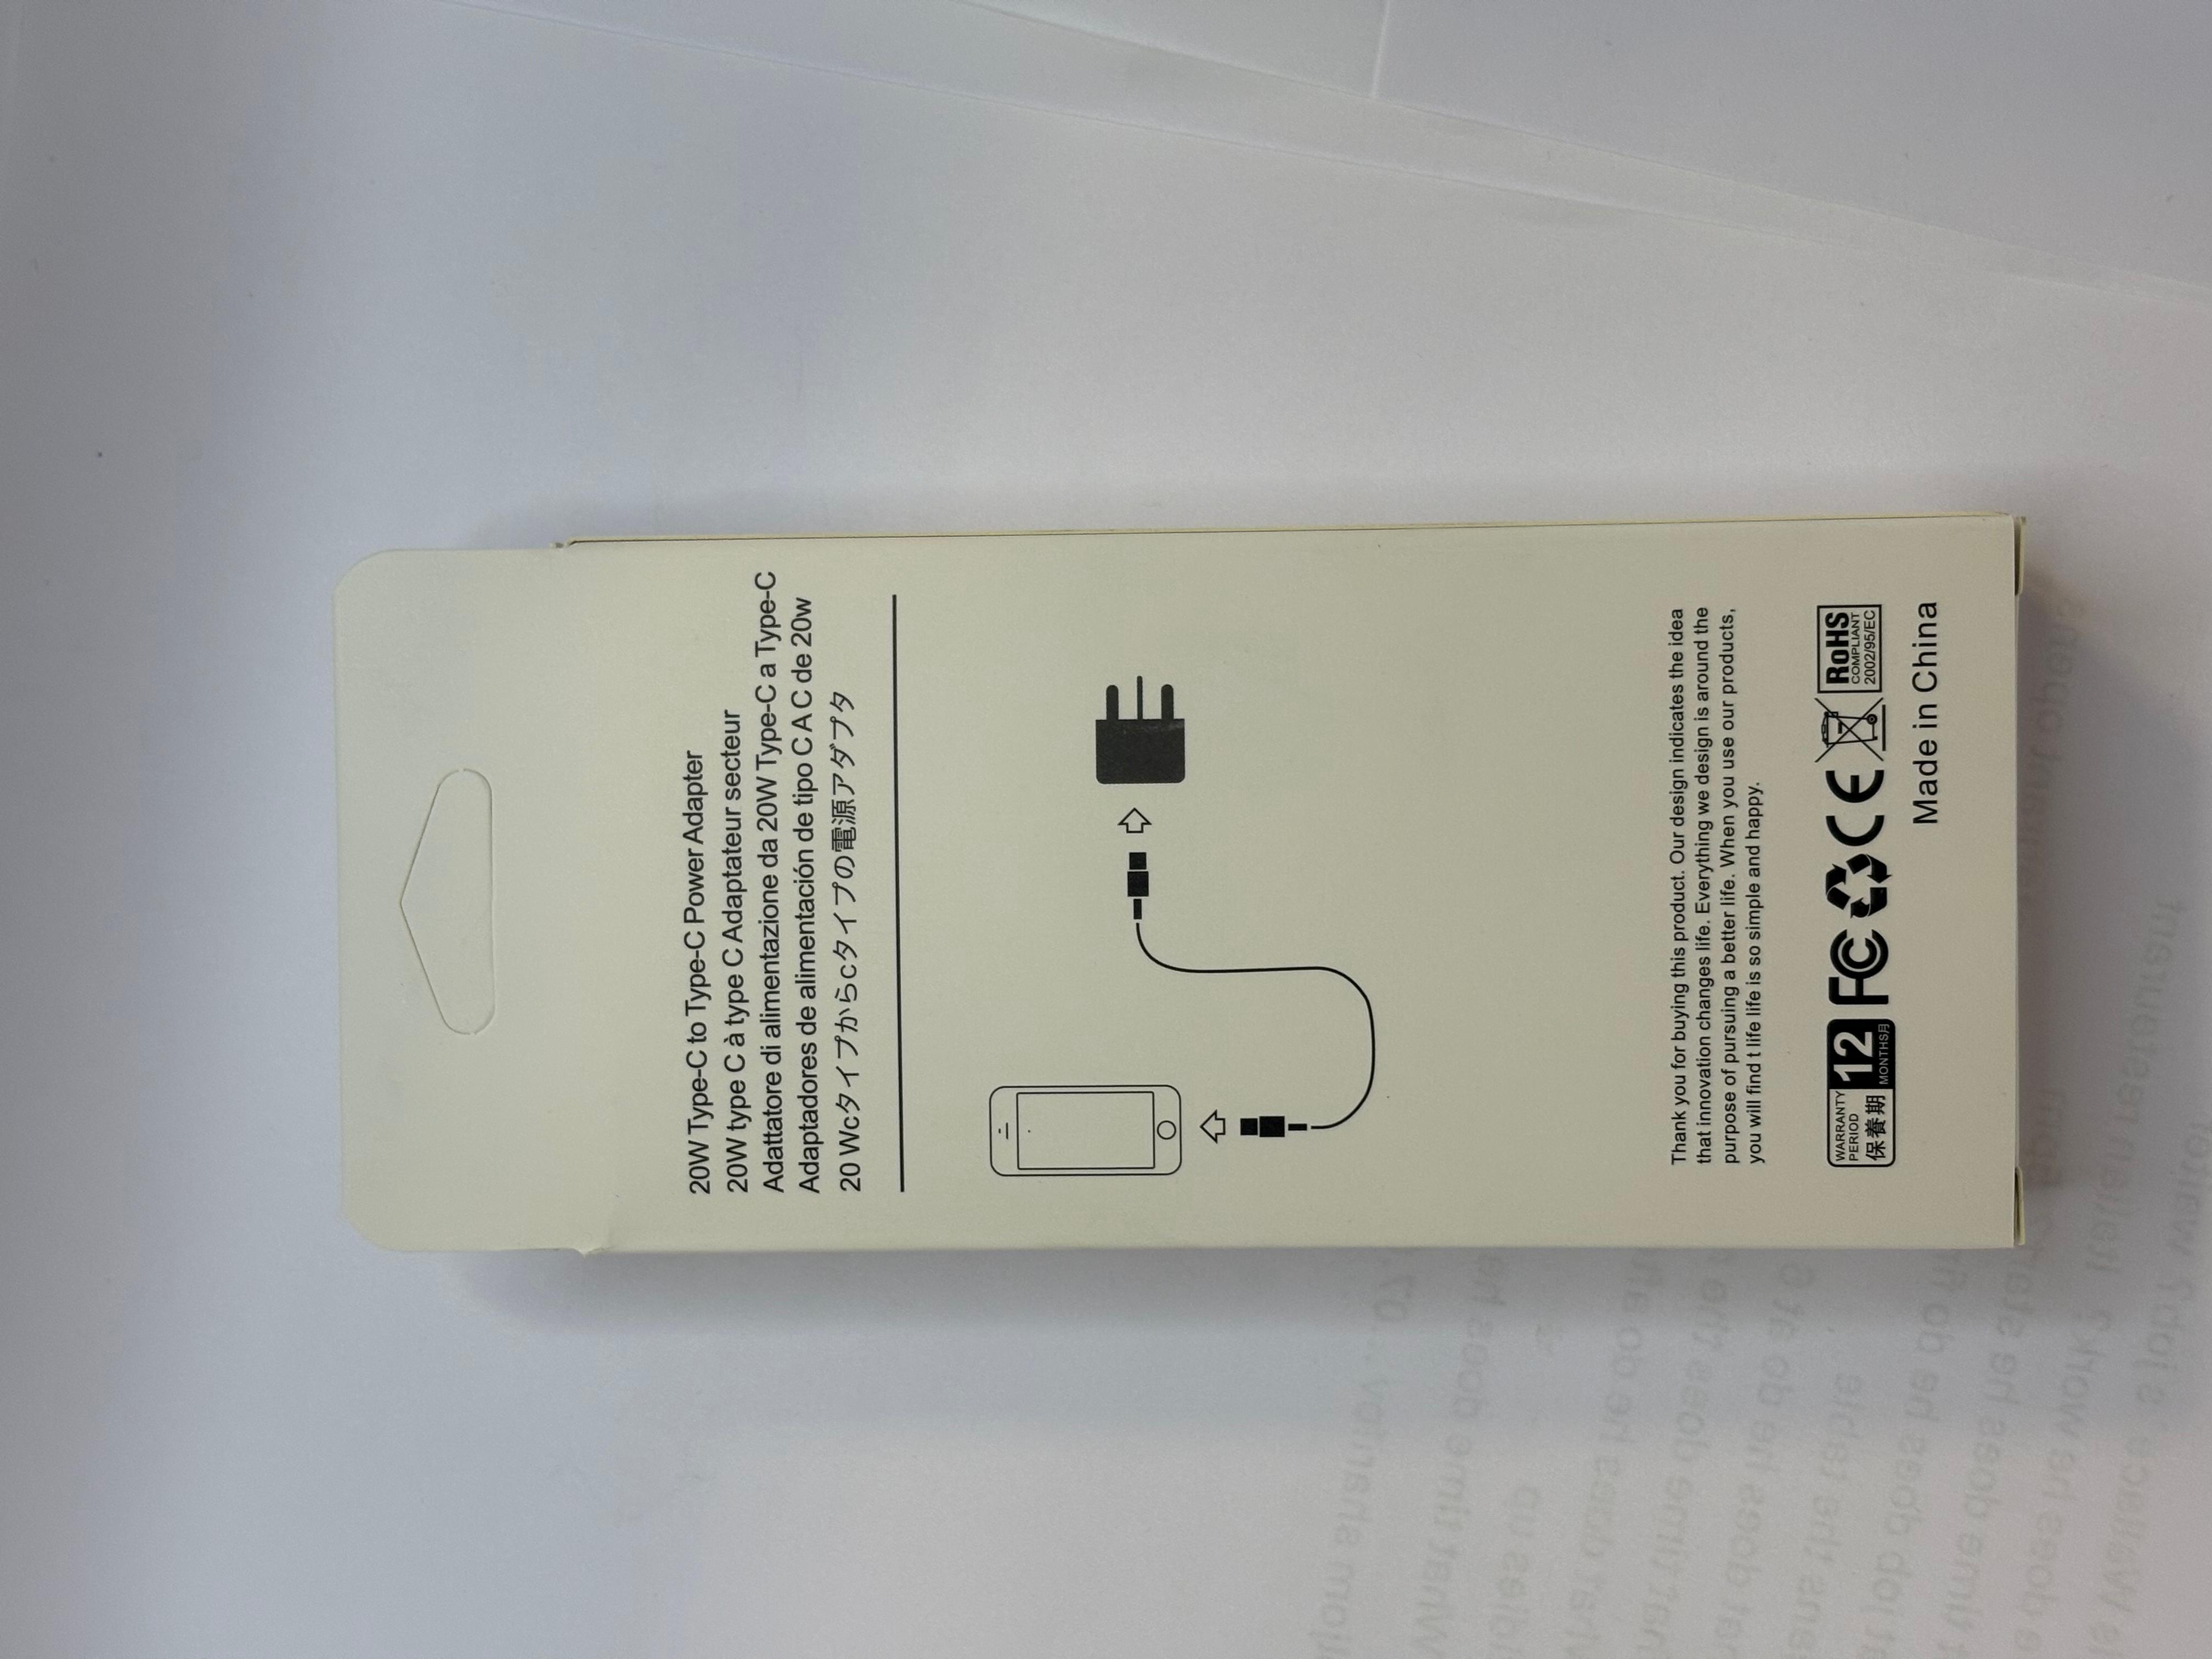 20W Type-C to Type-C Power Adapter
20W type C à type C Adaptateur secteur
Adattatore di alimentazione da 20W Type-C a Type-C
Adaptadores de alimentación de tipo C A C de 20w
20 Wcタイプからcタイプの電源アダプタ
Thank you for buying this product. Our design indicates the idea
that innovation changes life. Everything we design is around the
purpose of pursuing a better life. When you use our products,
you will find t life life is so simple and happy.
WARRANTY
PERIOD
保養期
12
MONTHS月
FC
CE
RoHS
COMPLIANT
2002/95/EC
Made in China